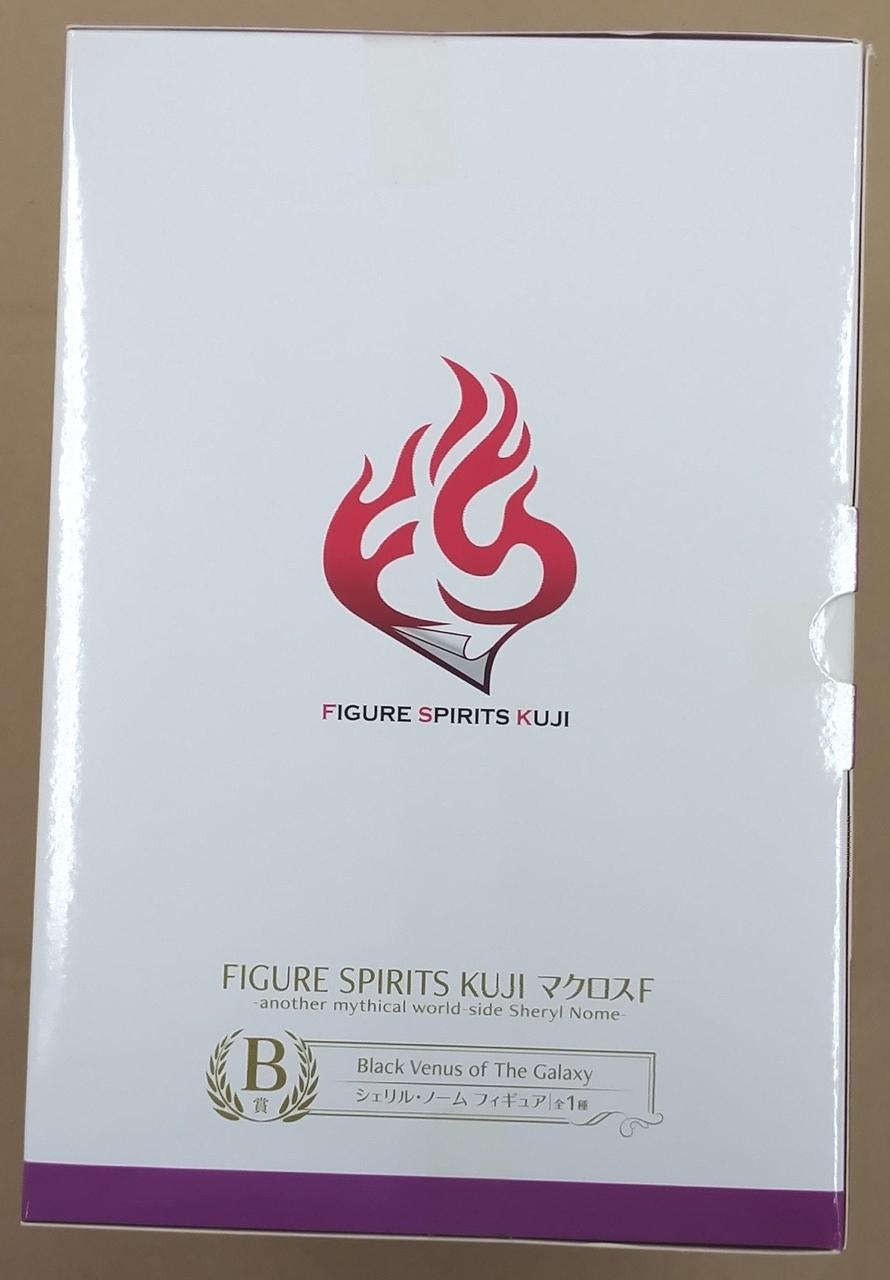 FIGURE SPIRITS KUJI
FIGURE SPIRITS KUJI マクロスF
-another mythical world-side Sheryl Nome-
B
賞
Black Venus of The Galaxy
シェリル・ノーム フィギュア|全1種